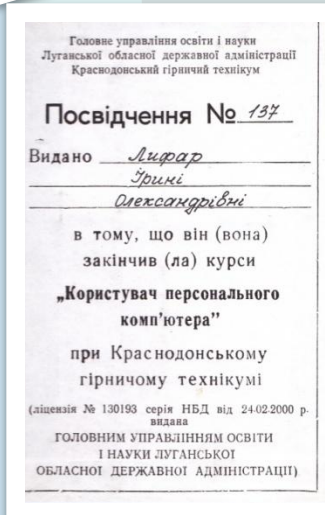 Головне управління освіти і науки
Луганської обласної державної адміністрації
Краснодонський гірничий технікум
Посвідчення № 137
Видано Лифар
Ірині
Олександрівні
в тому, що він (вона)
закінчив (ла) курси
„Користувач персонального
комп'ютера”
при Краснодонському
гірничому технікумі
(ліцензія № 130193 серія НБД від 24.02.2000 р.
видана
ГОЛОВНИМ УПРАВЛІННЯМ ОСВІТИ
І НАУКИ ЛУГАНСЬКОЇ
ОБЛАСНОЇ ДЕРЖАВНОЇ АДМІНІСТРАЦІЇ)